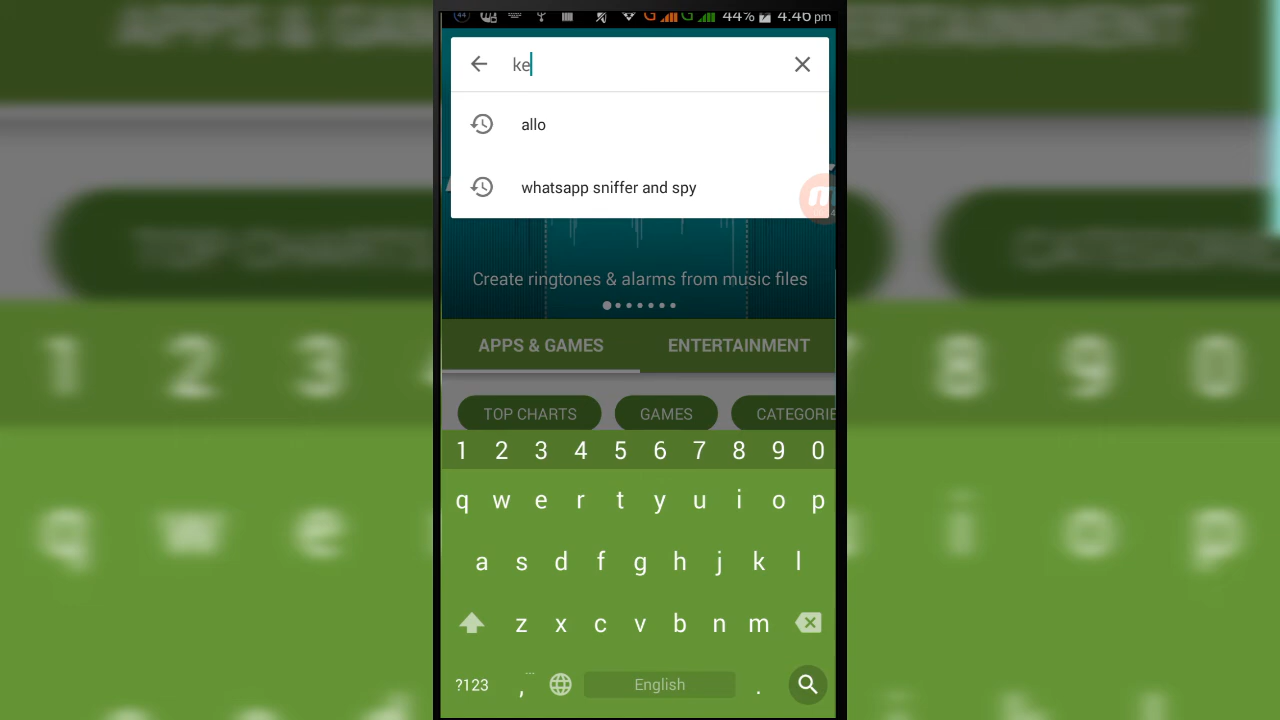 44% 4:46 pm
ke
allo
whatsapp sniffer and spy
Create ringtones & alarms from music files
APPS & GAMES ENTERTAINMENT
TOP CHARTS GAMES CATEGORIE
1 2 3 4 5 6 7 8 9 0
q w e r t y u i o p
a s d f g h j k l
z x c v b n m
?123 , English .